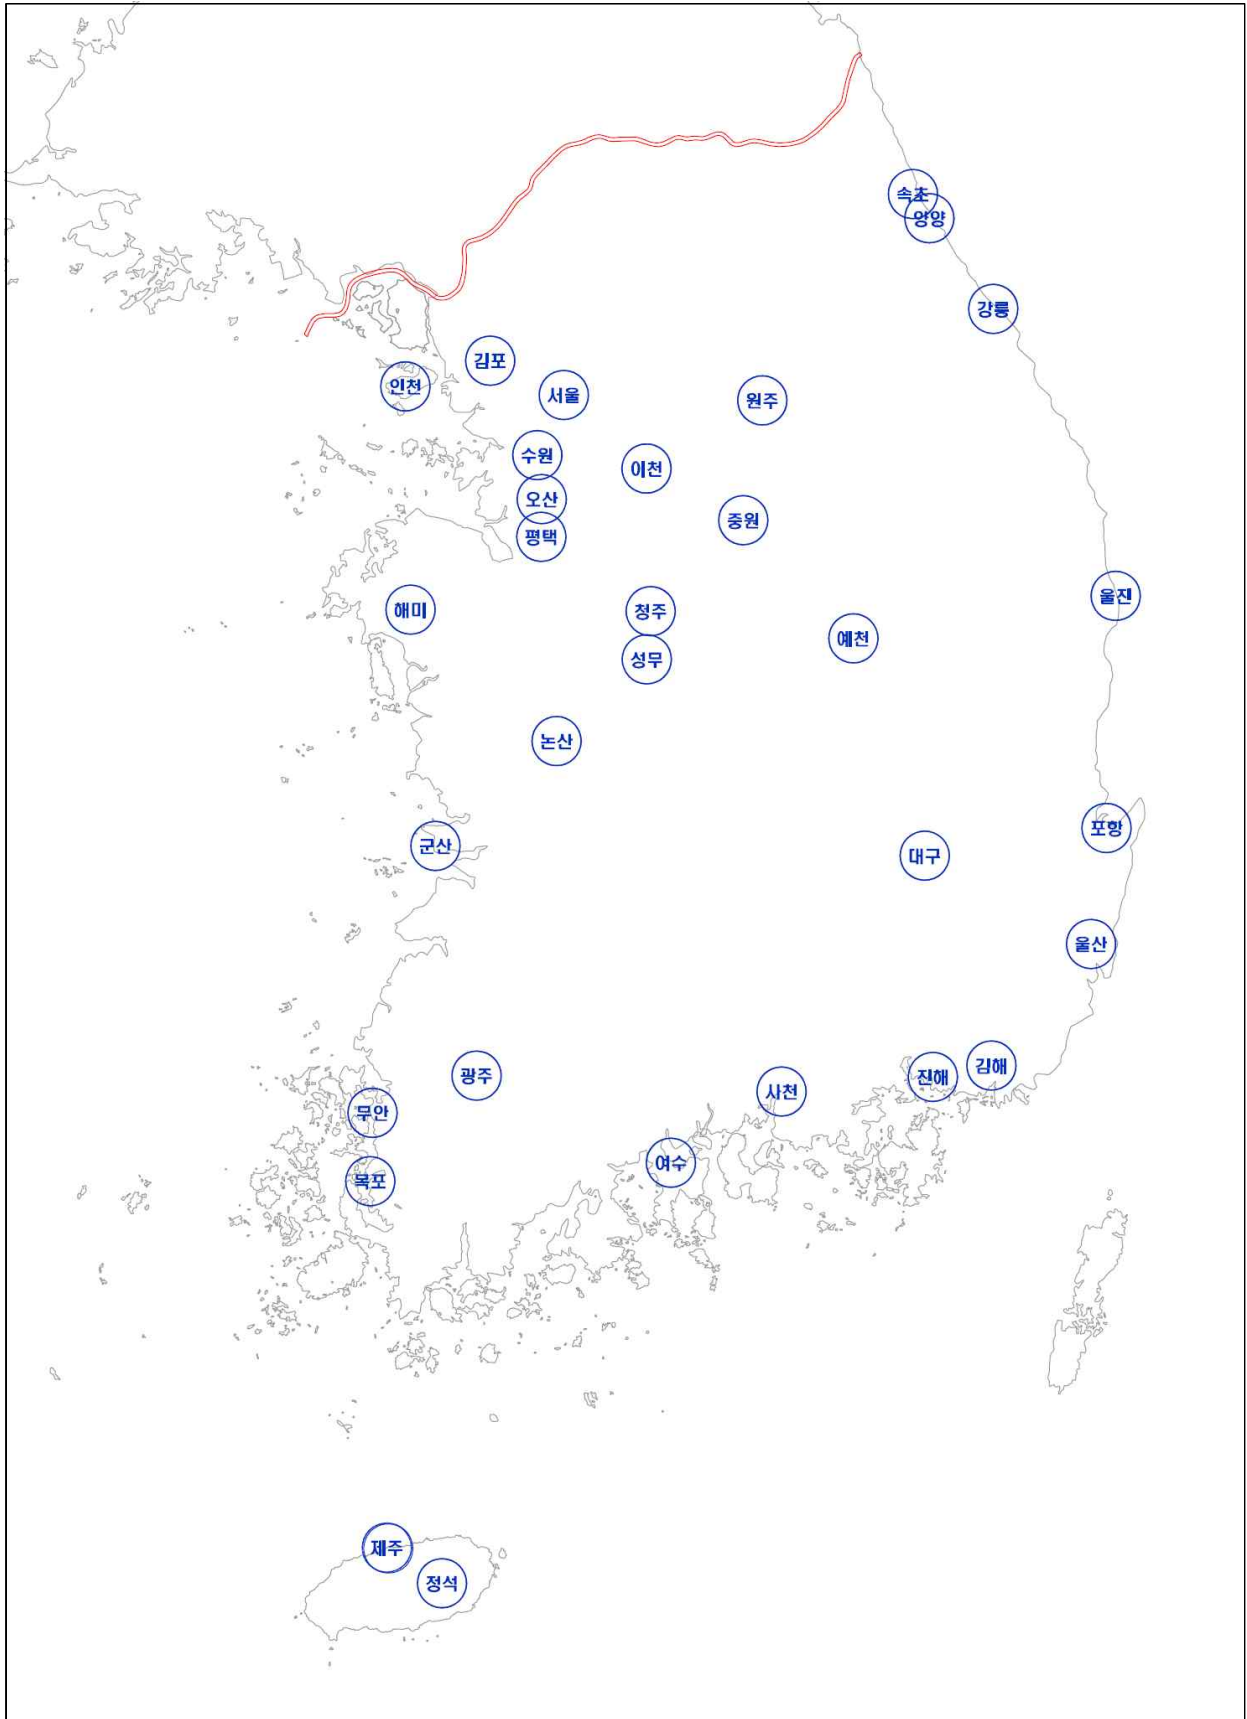 속초
양양
강릉
김포
인천
서울
원주
수원
이천
오산
중원
평택
울진
해미
청주
예천
성무
논산
포항
군산
대구
울산
김해
광주
진해
사천
무안
여수
목포
제주
정석